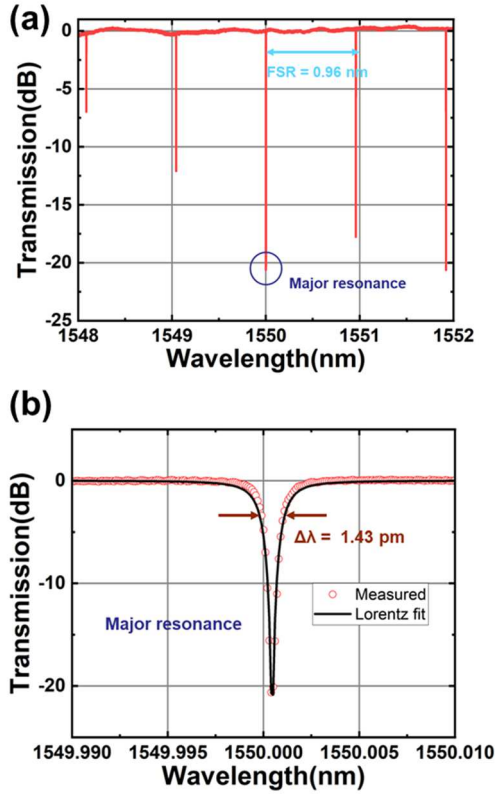 (a)
0
-5
-10
-15
-20
-25
Transmission(dB)
FSR = 0.96 nm
Major resonance
1548
1549
1550
1551
1552
Wavelength(nm)
(b)
0
-10
-20
Transmission(dB)
Δλ = 1.43 pm
Measured
Lorentz fit
Major resonance
1549.990
1549.995
1550.000
1550.005
1550.010
Wavelength(nm)